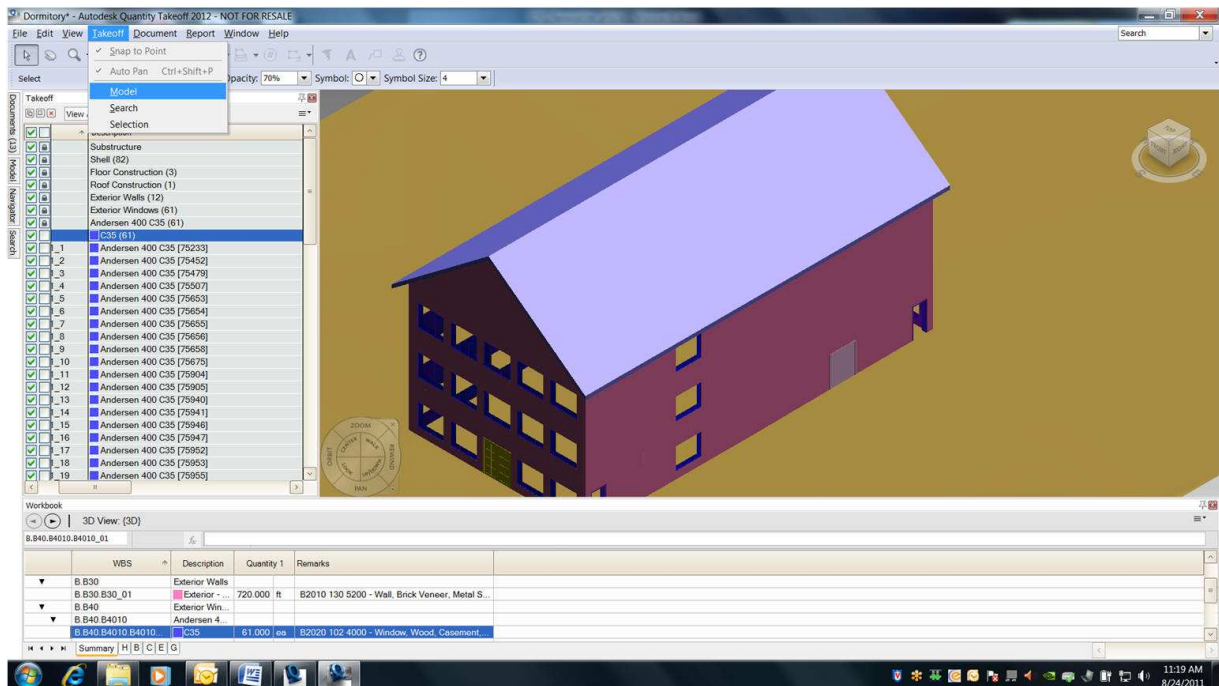 Dormitory* - Autodesk Quantity Takeoff 2012 - NOT FOR RESALE
File Edit View Takeoff Document Report Window Help
Search
Snap to Point
Auto Pan Ctrl+Shift+P
Model
Search
Selection
Select
pacity: 70% Symbol: Symbol Size: 4
Documents (13) Model Navigator Search
Takeoff
View
Description
Substructure
Shell (82)
Floor Construction (3)
Roof Construction (1)
Exterior Walls (12)
Exterior Windows (61)
Andersen 400 C35 (61)
C35 (61)
1_1 Andersen 400 C35 [75233]
_2 Andersen 400 C35 [75452]
_3 Andersen 400 C35 [75479]
_4 Andersen 400 C35 [75507]
_5 Andersen 400 C35 [75653]
_6 Andersen 400 C35 [75654]
_7 Andersen 400 C35 [75655]
_8 Andersen 400 C35 [75656]
_9 Andersen 400 C35 [75658]
_10 Andersen 400 C35 [75675]
_11 Andersen 400 C35 [75904]
_12 Andersen 400 C35 [75905]
_13 Andersen 400 C35 [75940]
_14 Andersen 400 C35 [75941]
_15 Andersen 400 C35 [75946]
_16 Andersen 400 C35 [75947]
_17 Andersen 400 C35 [75952]
_18 Andersen 400 C35 [75953]
_19 Andersen 400 C35 [75955]
ZOOM
ORBIT CENTER WALK REWIND
LOOK
PAN
Workbook
3D View: {3D}
B.B40.B4010.B4010_01
WBS Description Quantity 1 Remarks
B.B30 Exterior Walls
B.B30.B30_01 Exterior - ... 720.000 ft B2010 130 5200 - Wall, Brick Veneer, Metal S...
B.B40 Exterior Win...
B.B40.B4010 Andersen 4...
B.B40.B4010.B4010... C35 61.000 ea B2020 102 4000 - Window, Wood, Casement,...
Summary H B C E G
11:19 AM
8/24/2011